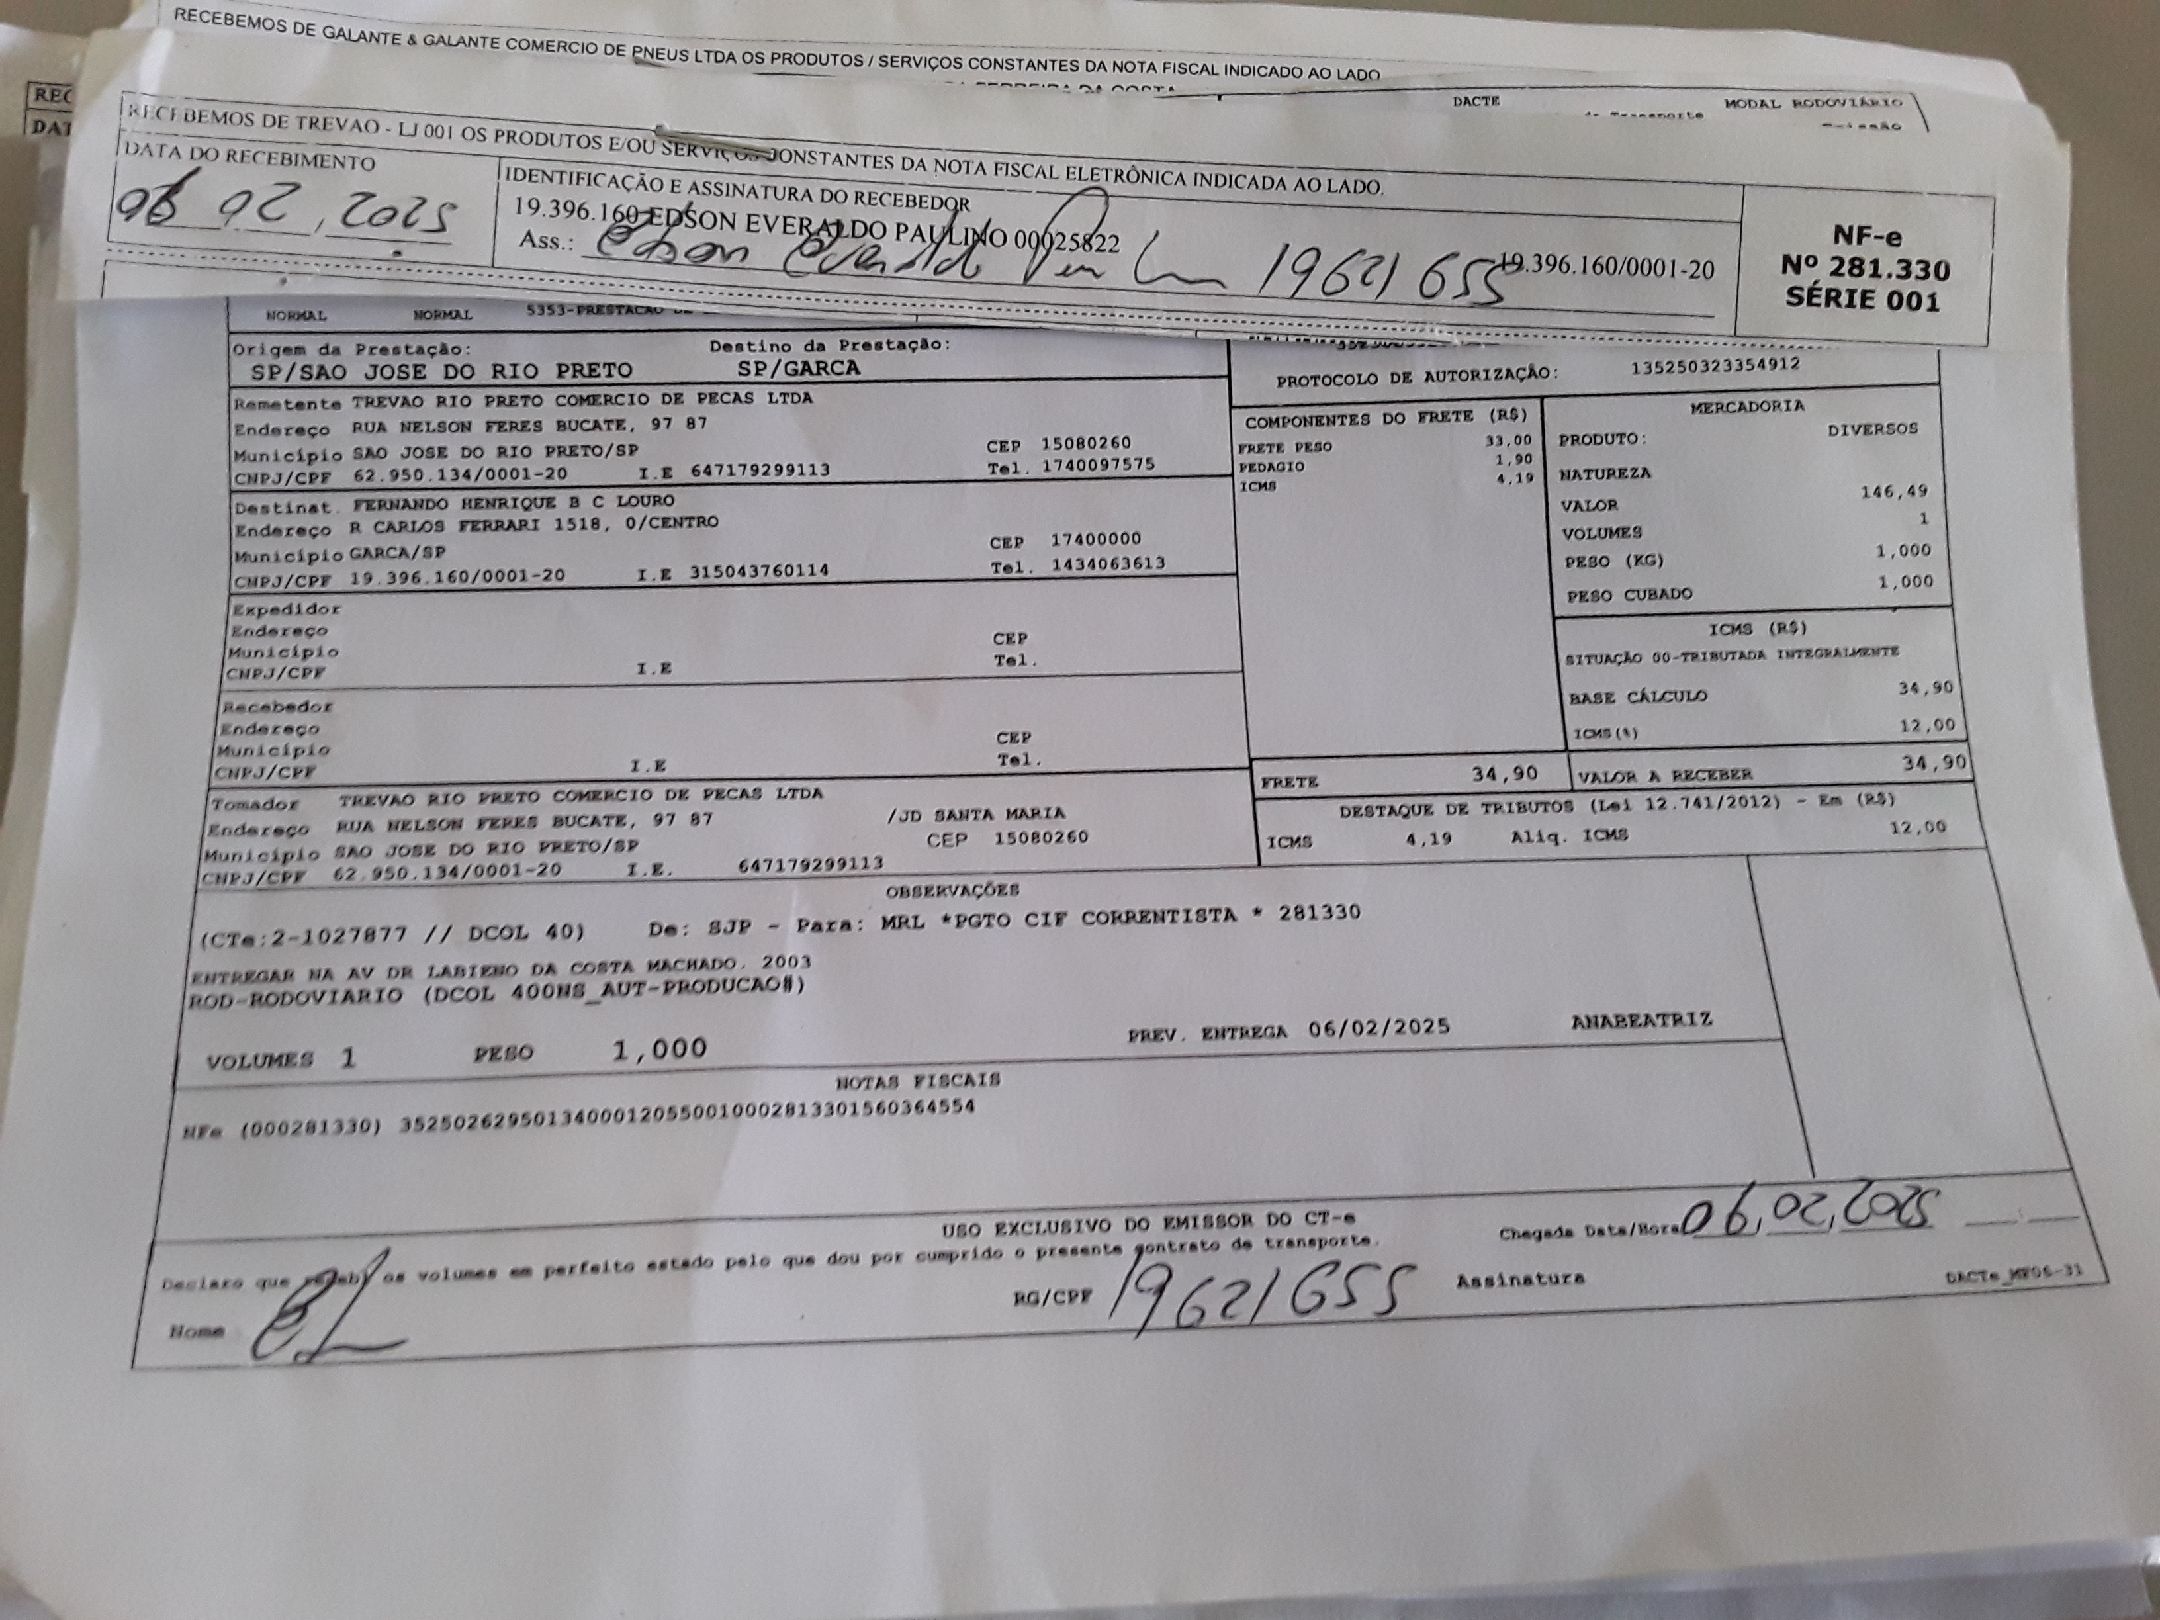 RECEBEMOS DE GALANTE & GALANTE COMERCIO DE PNEUS LTDA OS PRODUTOS / SERVIÇOS CONSTANTES DA NOTA FISCAL INDICADO AO LADO
REC
DAT
DACTE MODAL RODOVIÁRIO
RECEBEMOS DE TREVAO - LJ 001 OS PRODUTOS E/OU SERVIÇOS CONSTANTES DA NOTA FISCAL ELETRÔNICA INDICADA AO LADO.
DATA DO RECEBIMENTO
06 02, 2025
IDENTIFICAÇÃO E ASSINATURA DO RECEBEDOR
19.396.160 EDSON EVERALDO PAULINO 00025822
Ass.: Edson Everaldo 19621655 19.396.160/0001-20
NF-e
Nº 281.330
SÉRIE 001
NORMAL NORMAL 5353-PRESTACAO DE
Origem da Prestação: Destino da Prestação:
SP/SAO JOSE DO RIO PRETO SP/GARCA
PROTOCOLO DE AUTORIZAÇÃO: 135250323354912
Remetente TREVAO RIO PRETO COMERCIO DE PECAS LTDA
Endereço RUA NELSON FERES BUCATE, 97 87
Município SAO JOSE DO RIO PRETO/SP CEP 15080260
CNPJ/CPF 62.950.134/0001-20 I.E 647179299113 Tel. 1740097575
Destinat. FERNANDO HENRIQUE B C LOURO
Endereço R CARLOS FERRARI 1518, 0/CENTRO
Município GARCA/SP CEP 17400000
CNPJ/CPF 19.396.160/0001-20 I.E 315043760114 Tel. 1434063613
Expedidor
Endereço
Município CEP
CNPJ/CPF I.E Tel.
Recebedor
Endereço
Município CEP
CNPJ/CPF I.E Tel.
Tomador TREVAO RIO PRETO COMERCIO DE PECAS LTDA
Endereço RUA NELSON FERES BUCATE, 97 87 /JD SANTA MARIA
Município SAO JOSE DO RIO PRETO/SP CEP 15080260
CNPJ/CPF 62.950.134/0001-20 I.E. 647179299113
COMPONENTES DO FRETE (R$)
FRETE PESO 33,00
PEDAGIO 1,90
ICMS 4,19
MERCADORIA
PRODUTO: DIVERSOS
NATUREZA
VALOR 146,49
VOLUMES 1
PESO (KG) 1,000
PESO CUBADO 1,000
ICMS (R$)
SITUAÇÃO 00-TRIBUTADA INTEGRALMENTE
BASE CÁLCULO 34,90
ICMS(%) 12,00
FRETE 34,90 VALOR A RECEBER 34,90
DESTAQUE DE TRIBUTOS (Lei 12.741/2012) - Em (R$)
ICMS 4,19 Aliq. ICMS 12,00
OBSERVAÇÕES
(CTe:2-1027877 // DCOL 40) De: SJP - Para: MRL *PGTO CIF CORRENTISTA * 281330
ENTREGAR NA AV DR LABIENO DA COSTA MACHADO. 2003
ROD-RODOVIARIO (DCOL 400NS_AUT-PRODUCAO#)
VOLUMES 1 PESO 1,000 PREV. ENTREGA 06/02/2025 ANABEATRIZ
NOTAS FISCAIS
NFe (000281330) 35250262950134000120550010002813301560364554
USO EXCLUSIVO DO EMISSOR DO CT-e
Declaro que recebi os volumes em perfeito estado pelo que dou por cumprido o presente contrato de transporte.
Chegada Data/Hora 06,02,2025
Nome RG/CPF 19621655 Assinatura